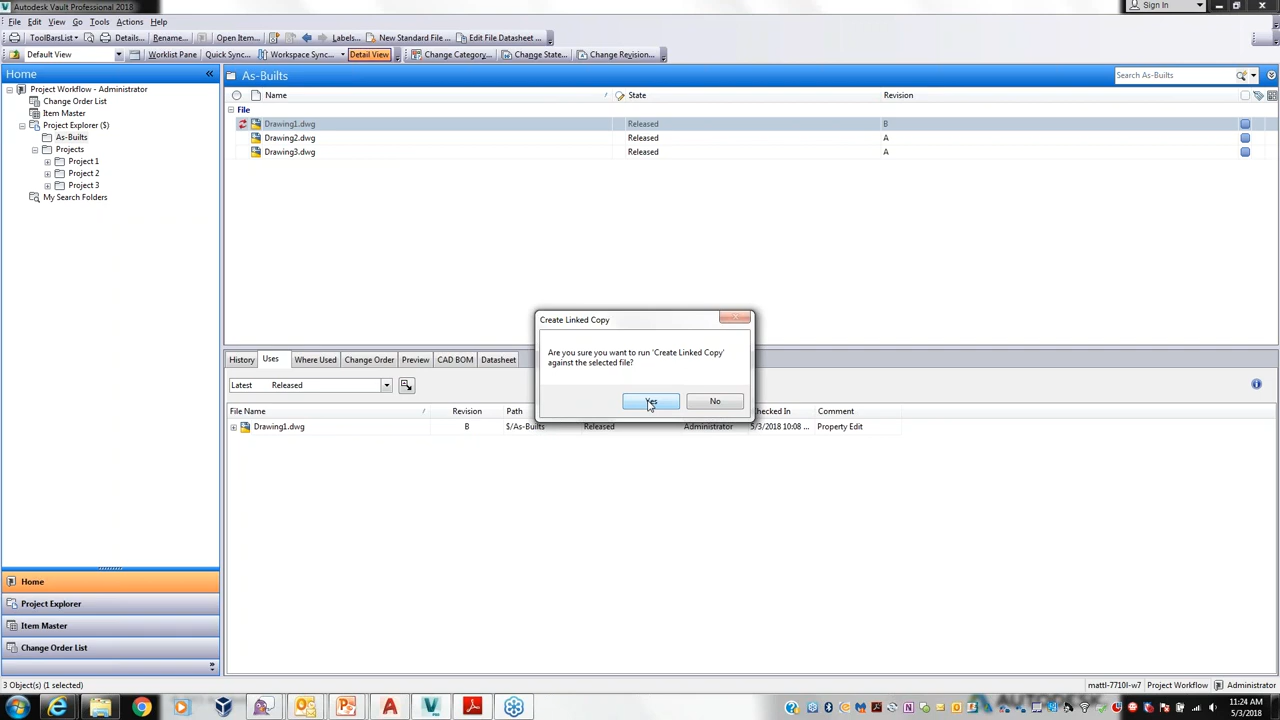 Autodesk Vault Professional 2018
Sign In
File Edit View Go Tools Actions Help
ToolBarsList Details... Rename... Open Item... Labels... New Standard File ... Edit File Datasheet ...
Default View Worklist Pane Quick Sync... Workspace Sync... Detail View Change Category... Change State... Change Revision...
Home «
As-Builts
Search As-Builts
Project Workflow - Administrator
Change Order List
Item Master
Project Explorer ($)
As-Builts
Projects
Project 1
Project 2
Project 3
My Search Folders
Name State Revision
File
Drawing1.dwg Released B
Drawing2.dwg Released A
Drawing3.dwg Released A
Create Linked Copy
Are you sure you want to run 'Create Linked Copy'
against the selected file?
Yes No
History Uses Where Used Change Order Preview CAD BOM Datasheet
Latest Released
File Name Revision Path Checked In Comment
Drawing1.dwg B $/As-Builts Released Administrator 5/3/2018 10:08 ... Property Edit
Home
Project Explorer
Item Master
Change Order List
3 Object(s) (1 selected)
mattl-7710l-w7 Project Workflow Administrator
11:24 AM
5/3/2018